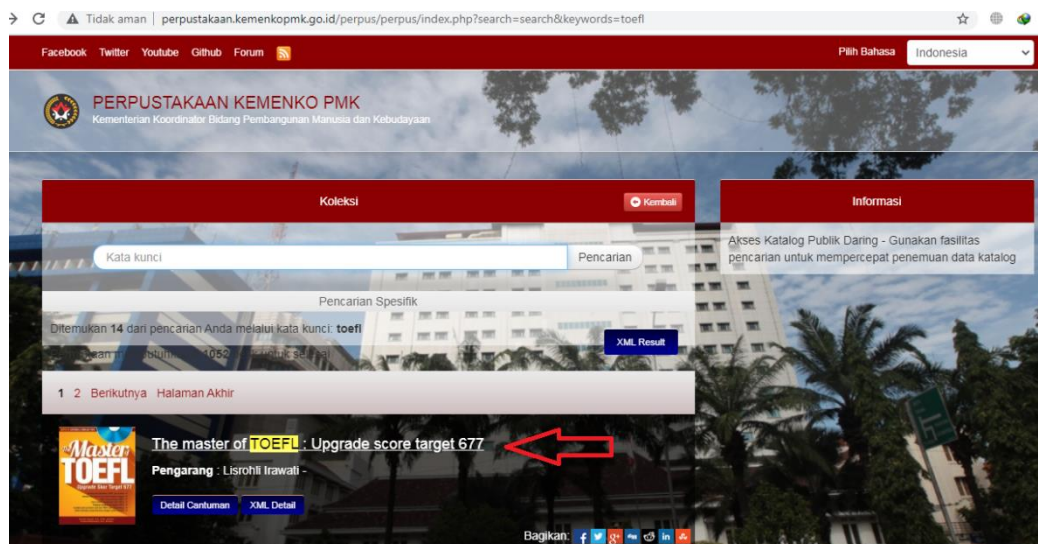 Tidak aman | perpustakaan.kemenkopmk.go.id/perpus/perpus/index.php?search=search&keywords=toefl
Facebook Twitter Youtube Github Forum Pilih Bahasa Indonesia
PERPUSTAKAAN KEMENKO PMK
Kementerian Koordinator Bidang Pembangunan Manusia dan Kebudayaan
Koleksi Kembali Informasi
Akses Katalog Publik Daring - Gunakan fasilitas
pencarian untuk mempercepat penemuan data katalog
Kata kunci Pencarian
Pencarian Spesifik
Ditemukan 14 dari pencarian Anda melalui kata kunci: toefl
XML Result
1 2 Berikutnya Halaman Akhir
Master
TOEFL
The master of TOEFL : Upgrade score target 677
Pengarang : Lisrohli Irawati -
Detail Cantuman XML Detail
Bagikan: